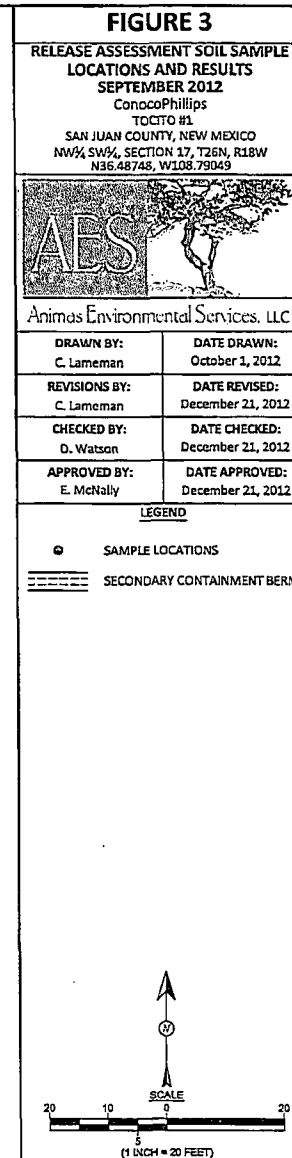 FIGURE 3
RELEASE ASSESSMENT SOIL SAMPLE
LOCATIONS AND RESULTS
SEPTEMBER 2012
ConocoPhillips
TOCITO #1
SAN JUAN COUNTY, NEW MEXICO
NW¼ SW¼, SECTION 17, T26N, R18W
N36.48748, W108.79049
AES
Animas Environmental Services, LLC
DRAWN BY: DATE DRAWN:
C. Lameman October 1, 2012
REVISIONS BY: DATE REVISED:
C. Lameman December 21, 2012
CHECKED BY: DATE CHECKED:
D. Watson December 21, 2012
APPROVED BY: DATE APPROVED:
E. McNally December 21, 2012
LEGEND
SAMPLE LOCATIONS
SECONDARY CONTAINMENT BERM
N
SCALE
20 10 0 20
5
(1 INCH = 20 FEET)